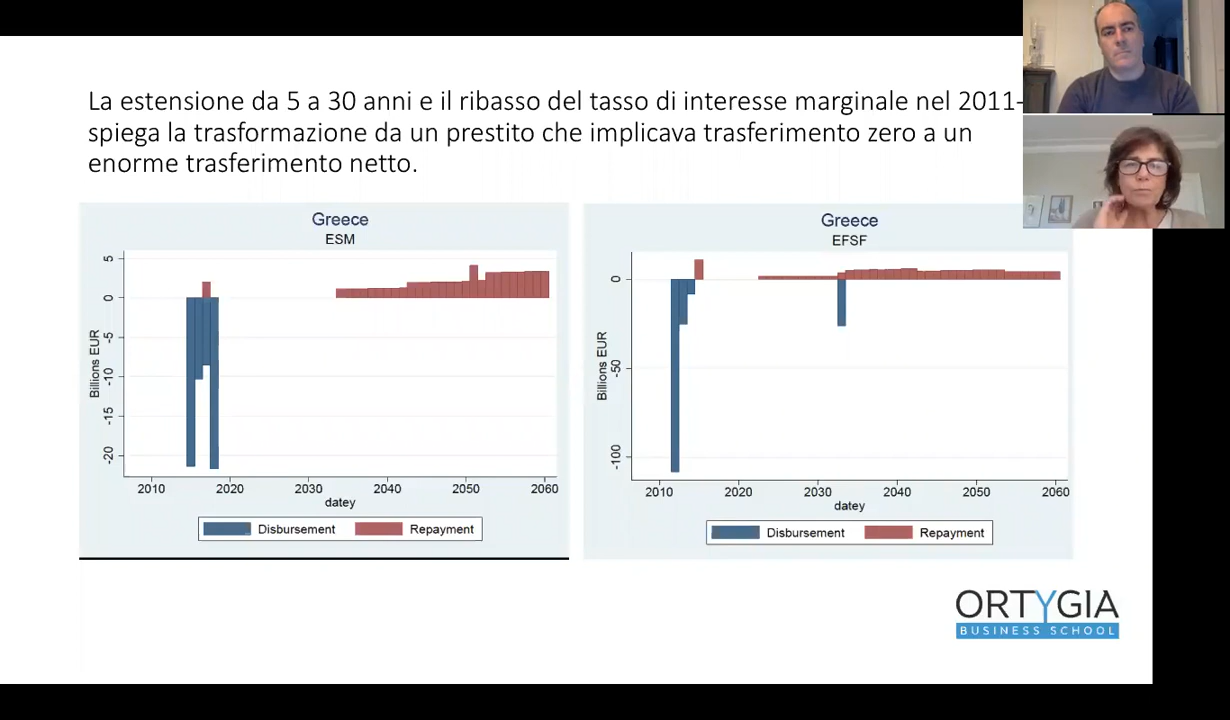 La estensione da 5 a 30 anni e il ribasso del tasso di interesse marginale nel 2011-
spiega la trasformazione da un prestito che implicava trasferimento zero a un
enorme trasferimento netto.
Greece
ESM
Billions EUR
5
0
-5
-10
-15
-20
2010 2020 2030 2040 2050 2060
datey
Disbursement Repayment
Greece
EFSF
Billions EUR
0
-50
-100
2010 2020 2030 2040 2050 2060
datey
Disbursement Repayment
ORTYGIA
BUSINESS SCHOOL